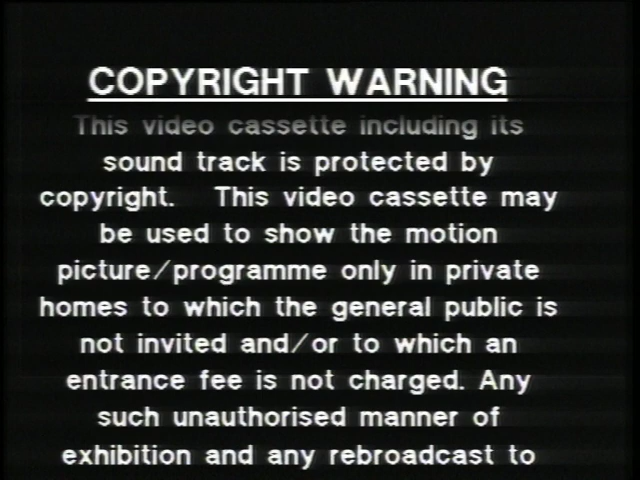 COPYRIGHT WARNING
This video cassette including its
sound track is protected by
copyright. This video cassette may
be used to show the motion
picture/programme only in private
homes to which the general public is
not invited and/or to which an
entrance fee is not charged. Any
such unauthorised manner of
exhibition and any rebroadcast to